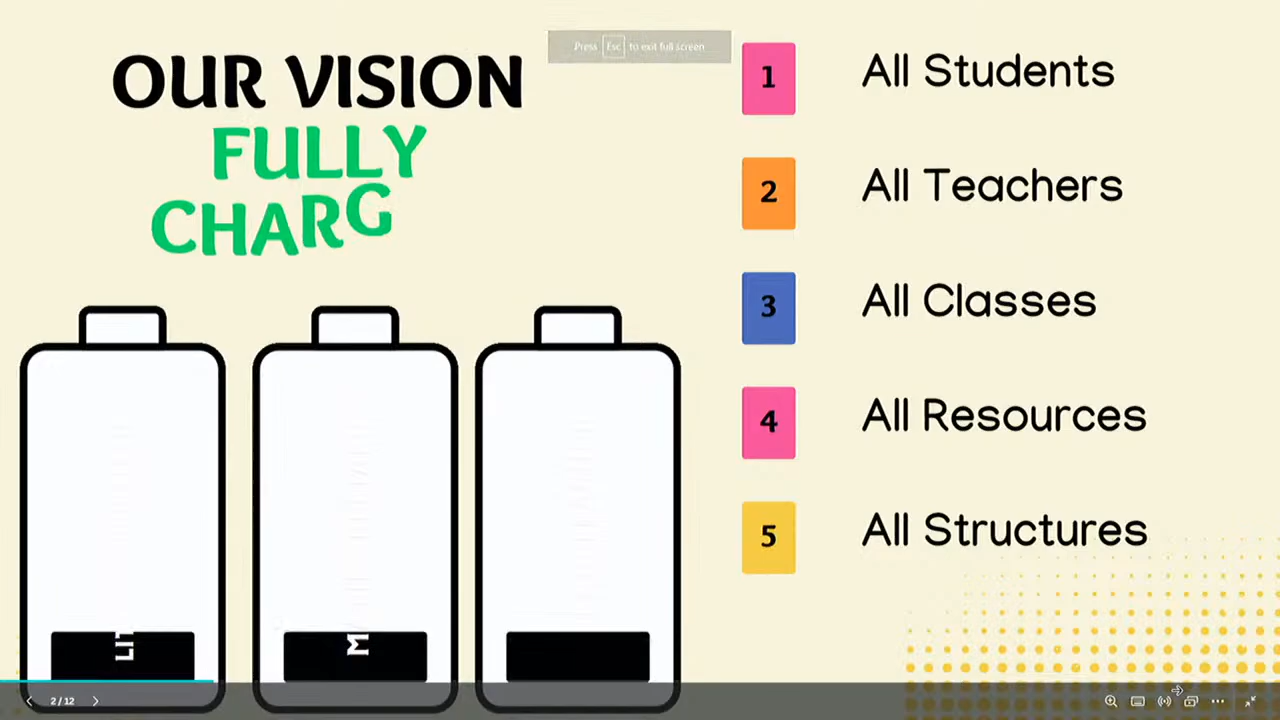 OUR VISION
FULLY
CHARG
Press Esc to exit full screen
1 All Students
2 All Teachers
3 All Classes
4 All Resources
5 All Structures
M
2 / 12